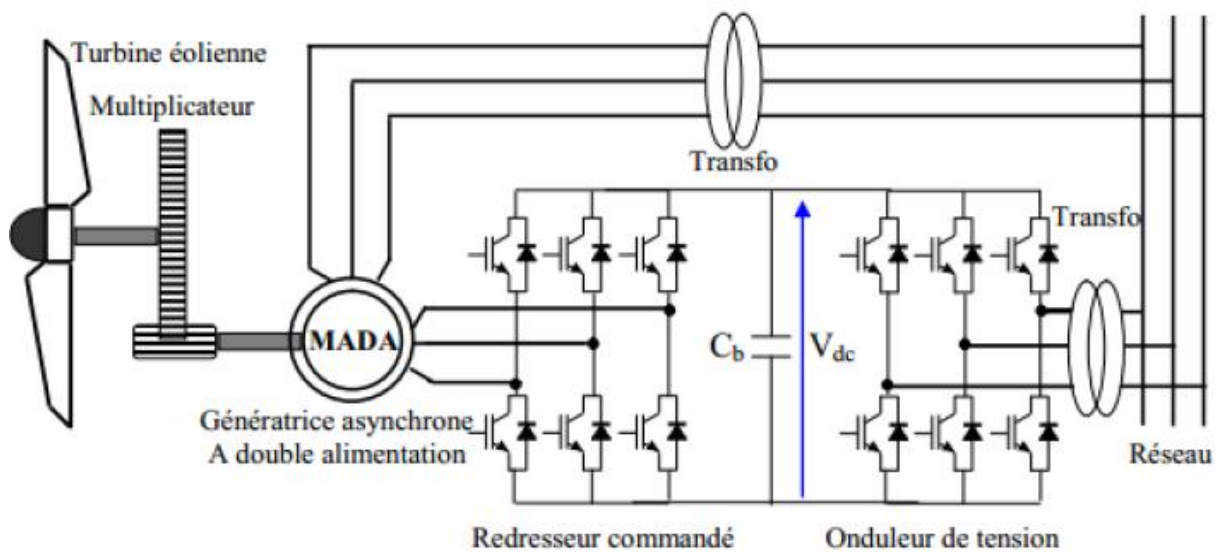 Turbine éolienne
Multiplicateur
Transfo
Transfo
MADA
C_b
V_dc
Génératrice asynchrone
A double alimentation
Réseau
Redresseur commandé
Onduleur de tension